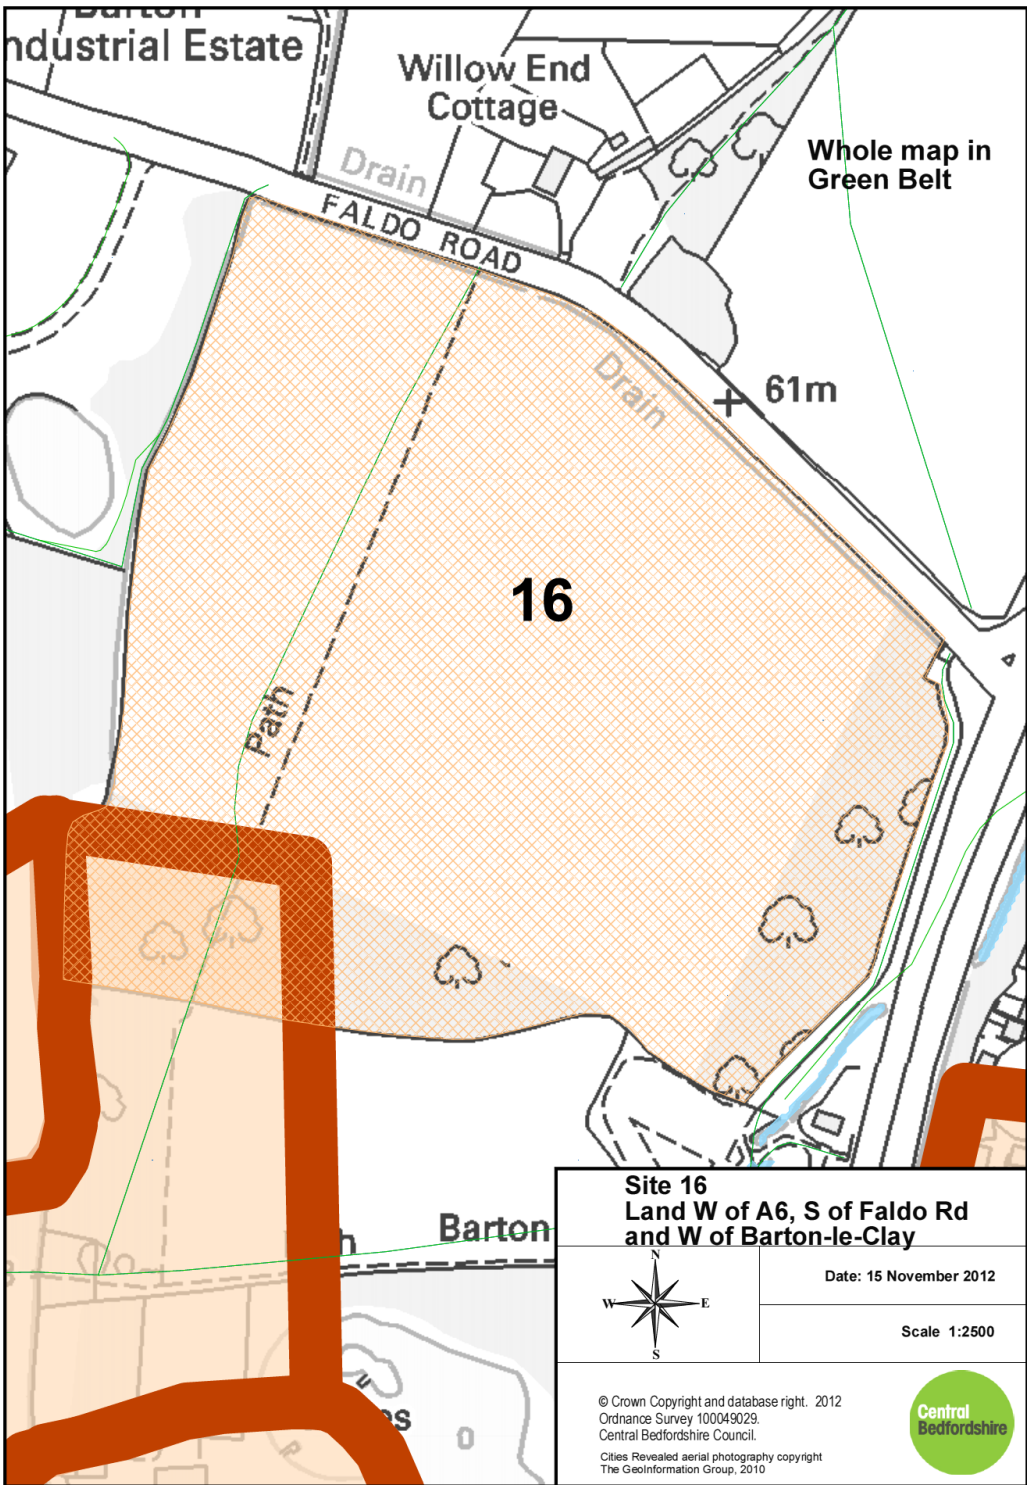 Barton
ndustrial Estate
Willow End
Cottage
Whole map in
Green Belt
Drain
FALDO ROAD
Drain
61m
16
Path
Barton
Site 16
Land W of A6, S of Faldo Rd
and W of Barton-le-Clay
N
W E
S
Date: 15 November 2012
Scale 1:2500
© Crown Copyright and database right. 2012
Ordnance Survey 100049029.
Central Bedfordshire Council.
Cities Revealed aerial photography copyright
The GeoInformation Group, 2010
Central
Bedfordshire